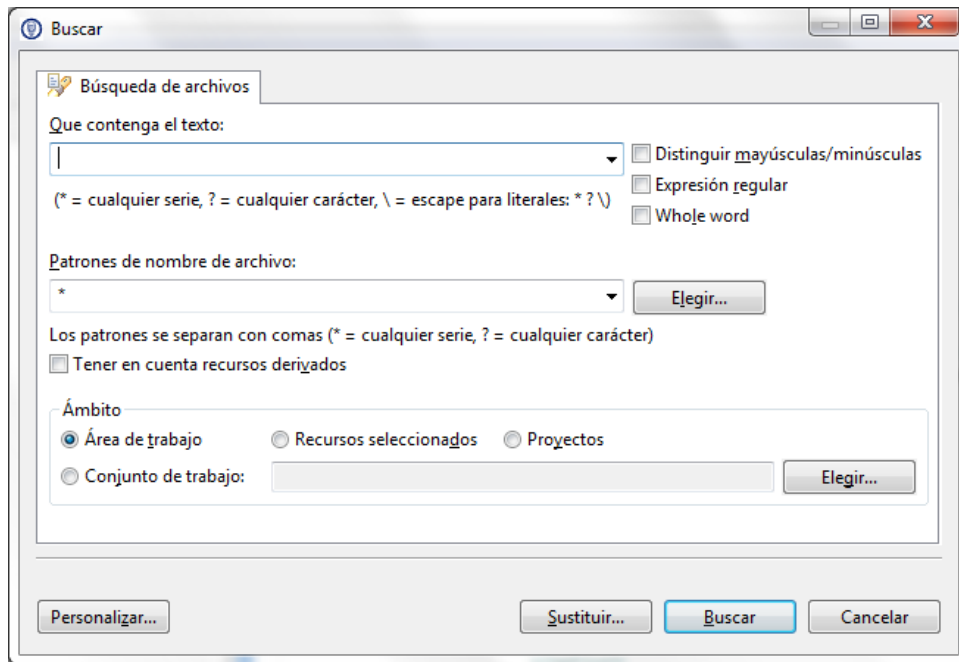 Buscar
Búsqueda de archivos
Que contenga el texto:
Distinguir mayúsculas/minúsculas
(* = cualquier serie, ? = cualquier carácter, \ = escape para literales: * ? \)
Expresión regular
Whole word
Patrones de nombre de archivo:
*
Elegir...
Los patrones se separan con comas (* = cualquier serie, ? = cualquier carácter)
Tener en cuenta recursos derivados
Ámbito
Área de trabajo Recursos seleccionados Proyectos
Conjunto de trabajo: Elegir...
Personalizar... Sustituir... Buscar Cancelar